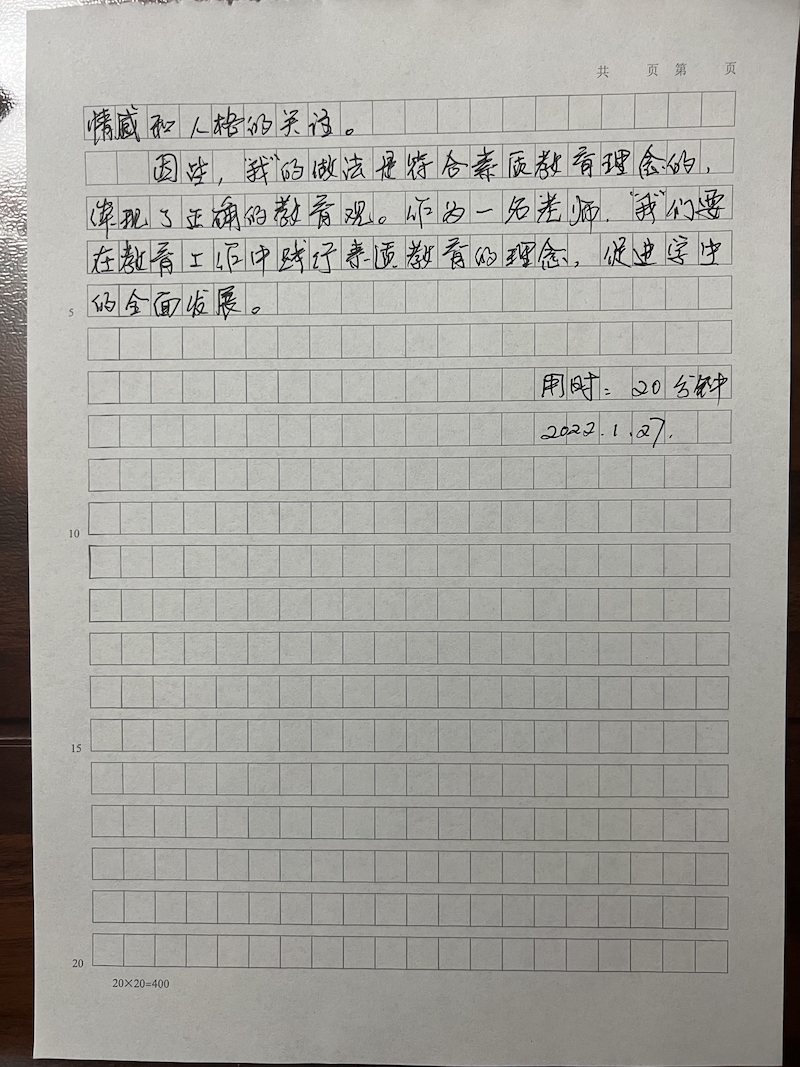 共 页 第 页
情感和人格的关注。
因此，"我"的做法是符合素质教育理念的，
体现了正确的教育观。作为一名老师，"我"们要
在教育工作中践行素质教育的理念，促进学生
5 的全面发展。
用时：20分钟
2022.1.27.
10
15
20
20×20=400